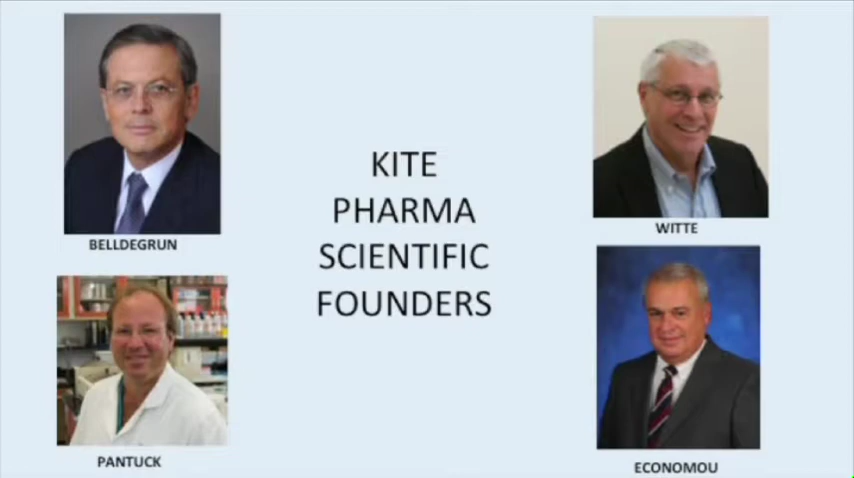 KITE
PHARMA
SCIENTIFIC
FOUNDERS
BELLDEGRUN
WITTE
PANTUCK
ECONOMOU